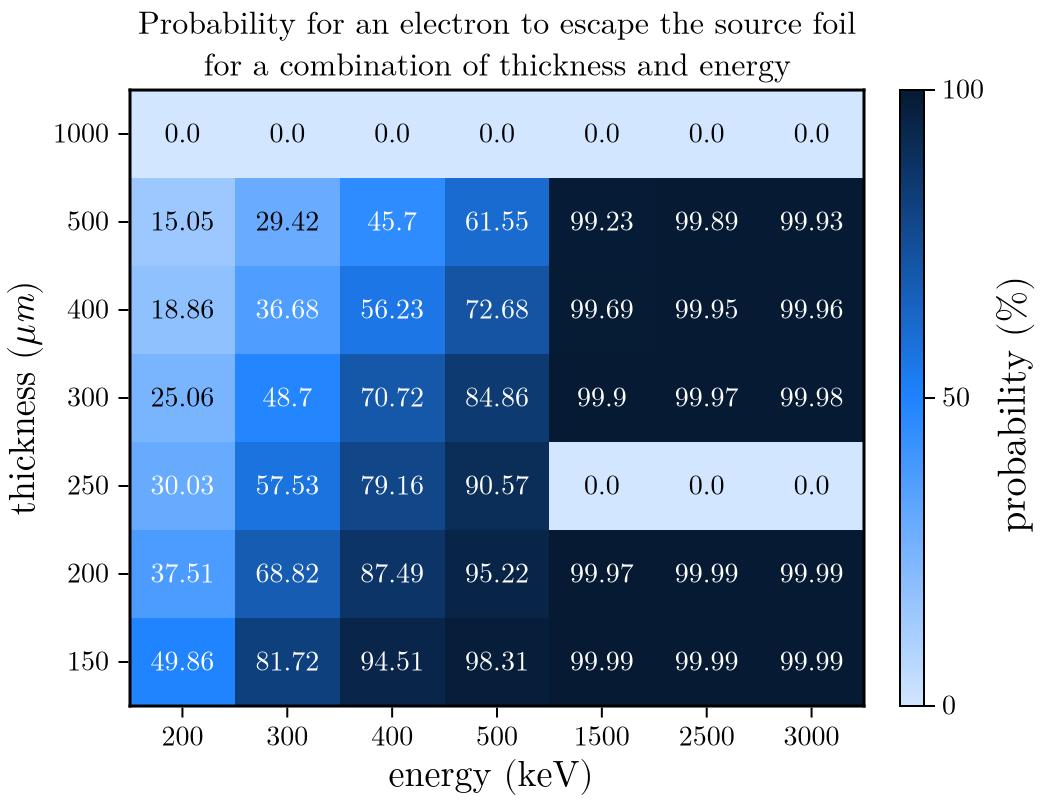 Probability for an electron to escape the source foil
for a combination of thickness and energy
1000 0.0 0.0 0.0 0.0 0.0 0.0 0.0
500 15.05 29.42 45.7 61.55 99.23 99.89 99.93
400 18.86 36.68 56.23 72.68 99.69 99.95 99.96
300 25.06 48.7 70.72 84.86 99.9 99.97 99.98
250 30.03 57.53 79.16 90.57 0.0 0.0 0.0
200 37.51 68.82 87.49 95.22 99.97 99.99 99.99
150 49.86 81.72 94.51 98.31 99.99 99.99 99.99
200 300 400 500 1500 2500 3000
energy (keV)
thickness (μm)
100
50
0
probability (%)